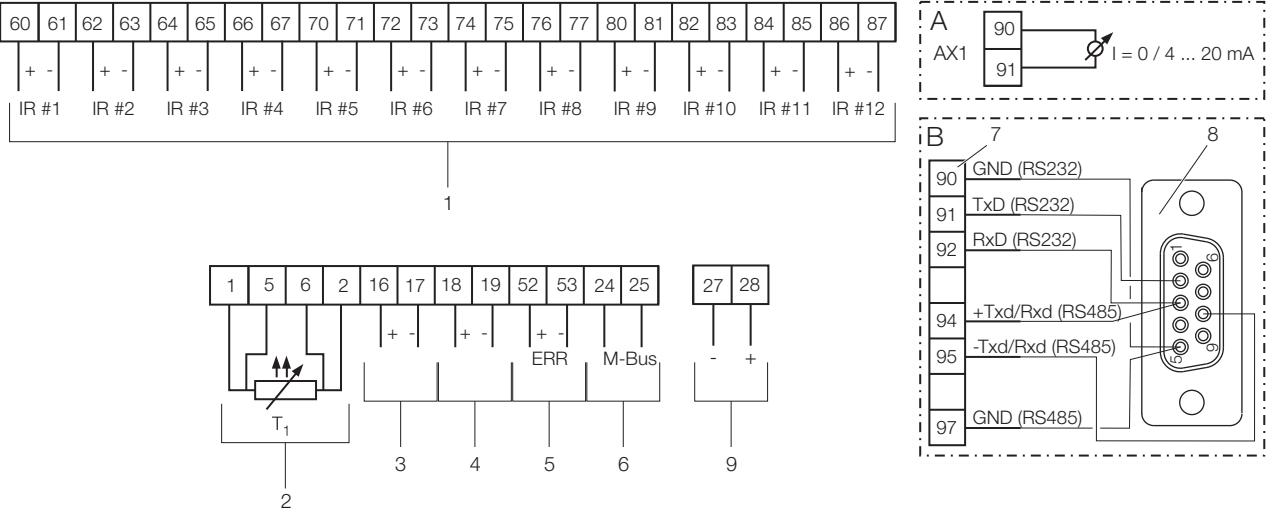 60 61 62 63 64 65 66 67 70 71 72 73 74 75 76 77 80 81 82 83 84 85 86 87
+ - + - + - + - + - + - + - + - + - + - + - + -
IR #1 IR #2 IR #3 IR #4 IR #5 IR #6 IR #7 IR #8 IR #9 IR #10 IR #11 IR #12
1
1 5 6 2 16 17 18 19 52 53 24 25 27 28
+ - + - + - - +
ERR M-Bus
T1
3 4 5 6 9
2
A
AX1
90
91
I = 0 / 4 ... 20 mA
B
7 8
90 GND (RS232)
91 TxD (RS232)
92 RxD (RS232)
94 +Txd/Rxd (RS485)
95 -Txd/Rxd (RS485)
97 GND (RS485)
1 6
5 9